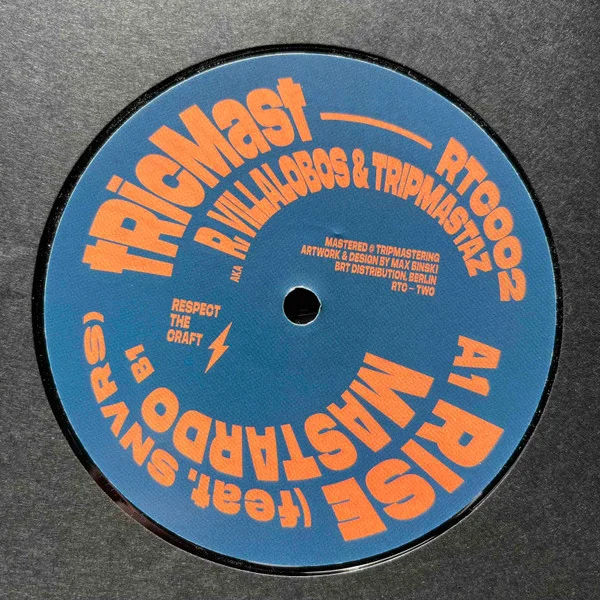 tRicMast — RTC002
AKA R. VILLALOBOS & TRIPMASTAZ
MASTERED @ TRIPMASTERING
ARTWORK & DESIGN BY MAX BINSKI
BRT DISTRIBUTION, BERLIN
RTC – TWO
RESPECT
THE
CRAFT
A1 RISE (feat. SNVRS)
MASTARDO B1